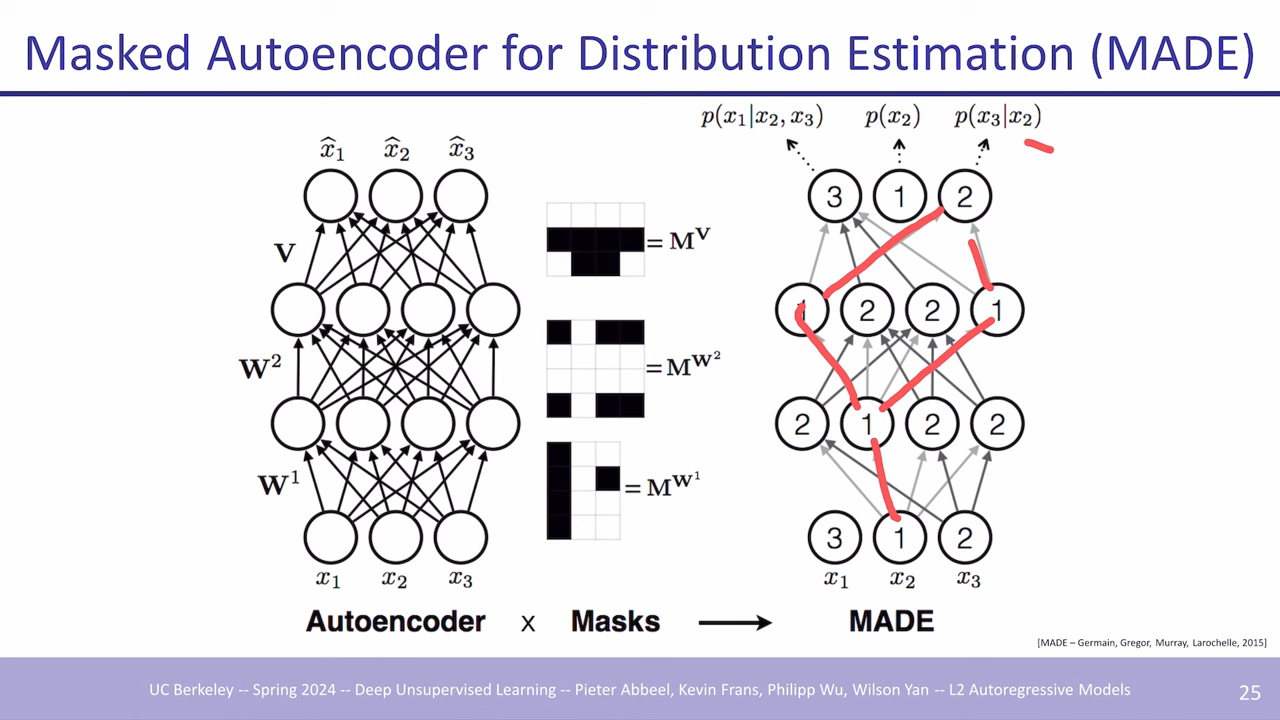 Masked Autoencoder for Distribution Estimation (MADE)
p(x₁|x₂, x₃) p(x₂) p(x₃|x₂)
x̂₁ x̂₂ x̂₃
3 1 2
V
= M^V
1 2 2 1
W²
= M^W²
2 1 2 2
W¹
= M^W¹
3 1 2
x₁ x₂ x₃
x₁ x₂ x₃
Autoencoder x Masks MADE
[MADE – Germain, Gregor, Murray, Larochelle, 2015]
UC Berkeley -- Spring 2024 -- Deep Unsupervised Learning -- Pieter Abbeel, Kevin Frans, Philipp Wu, Wilson Yan -- L2 Autoregressive Models
25